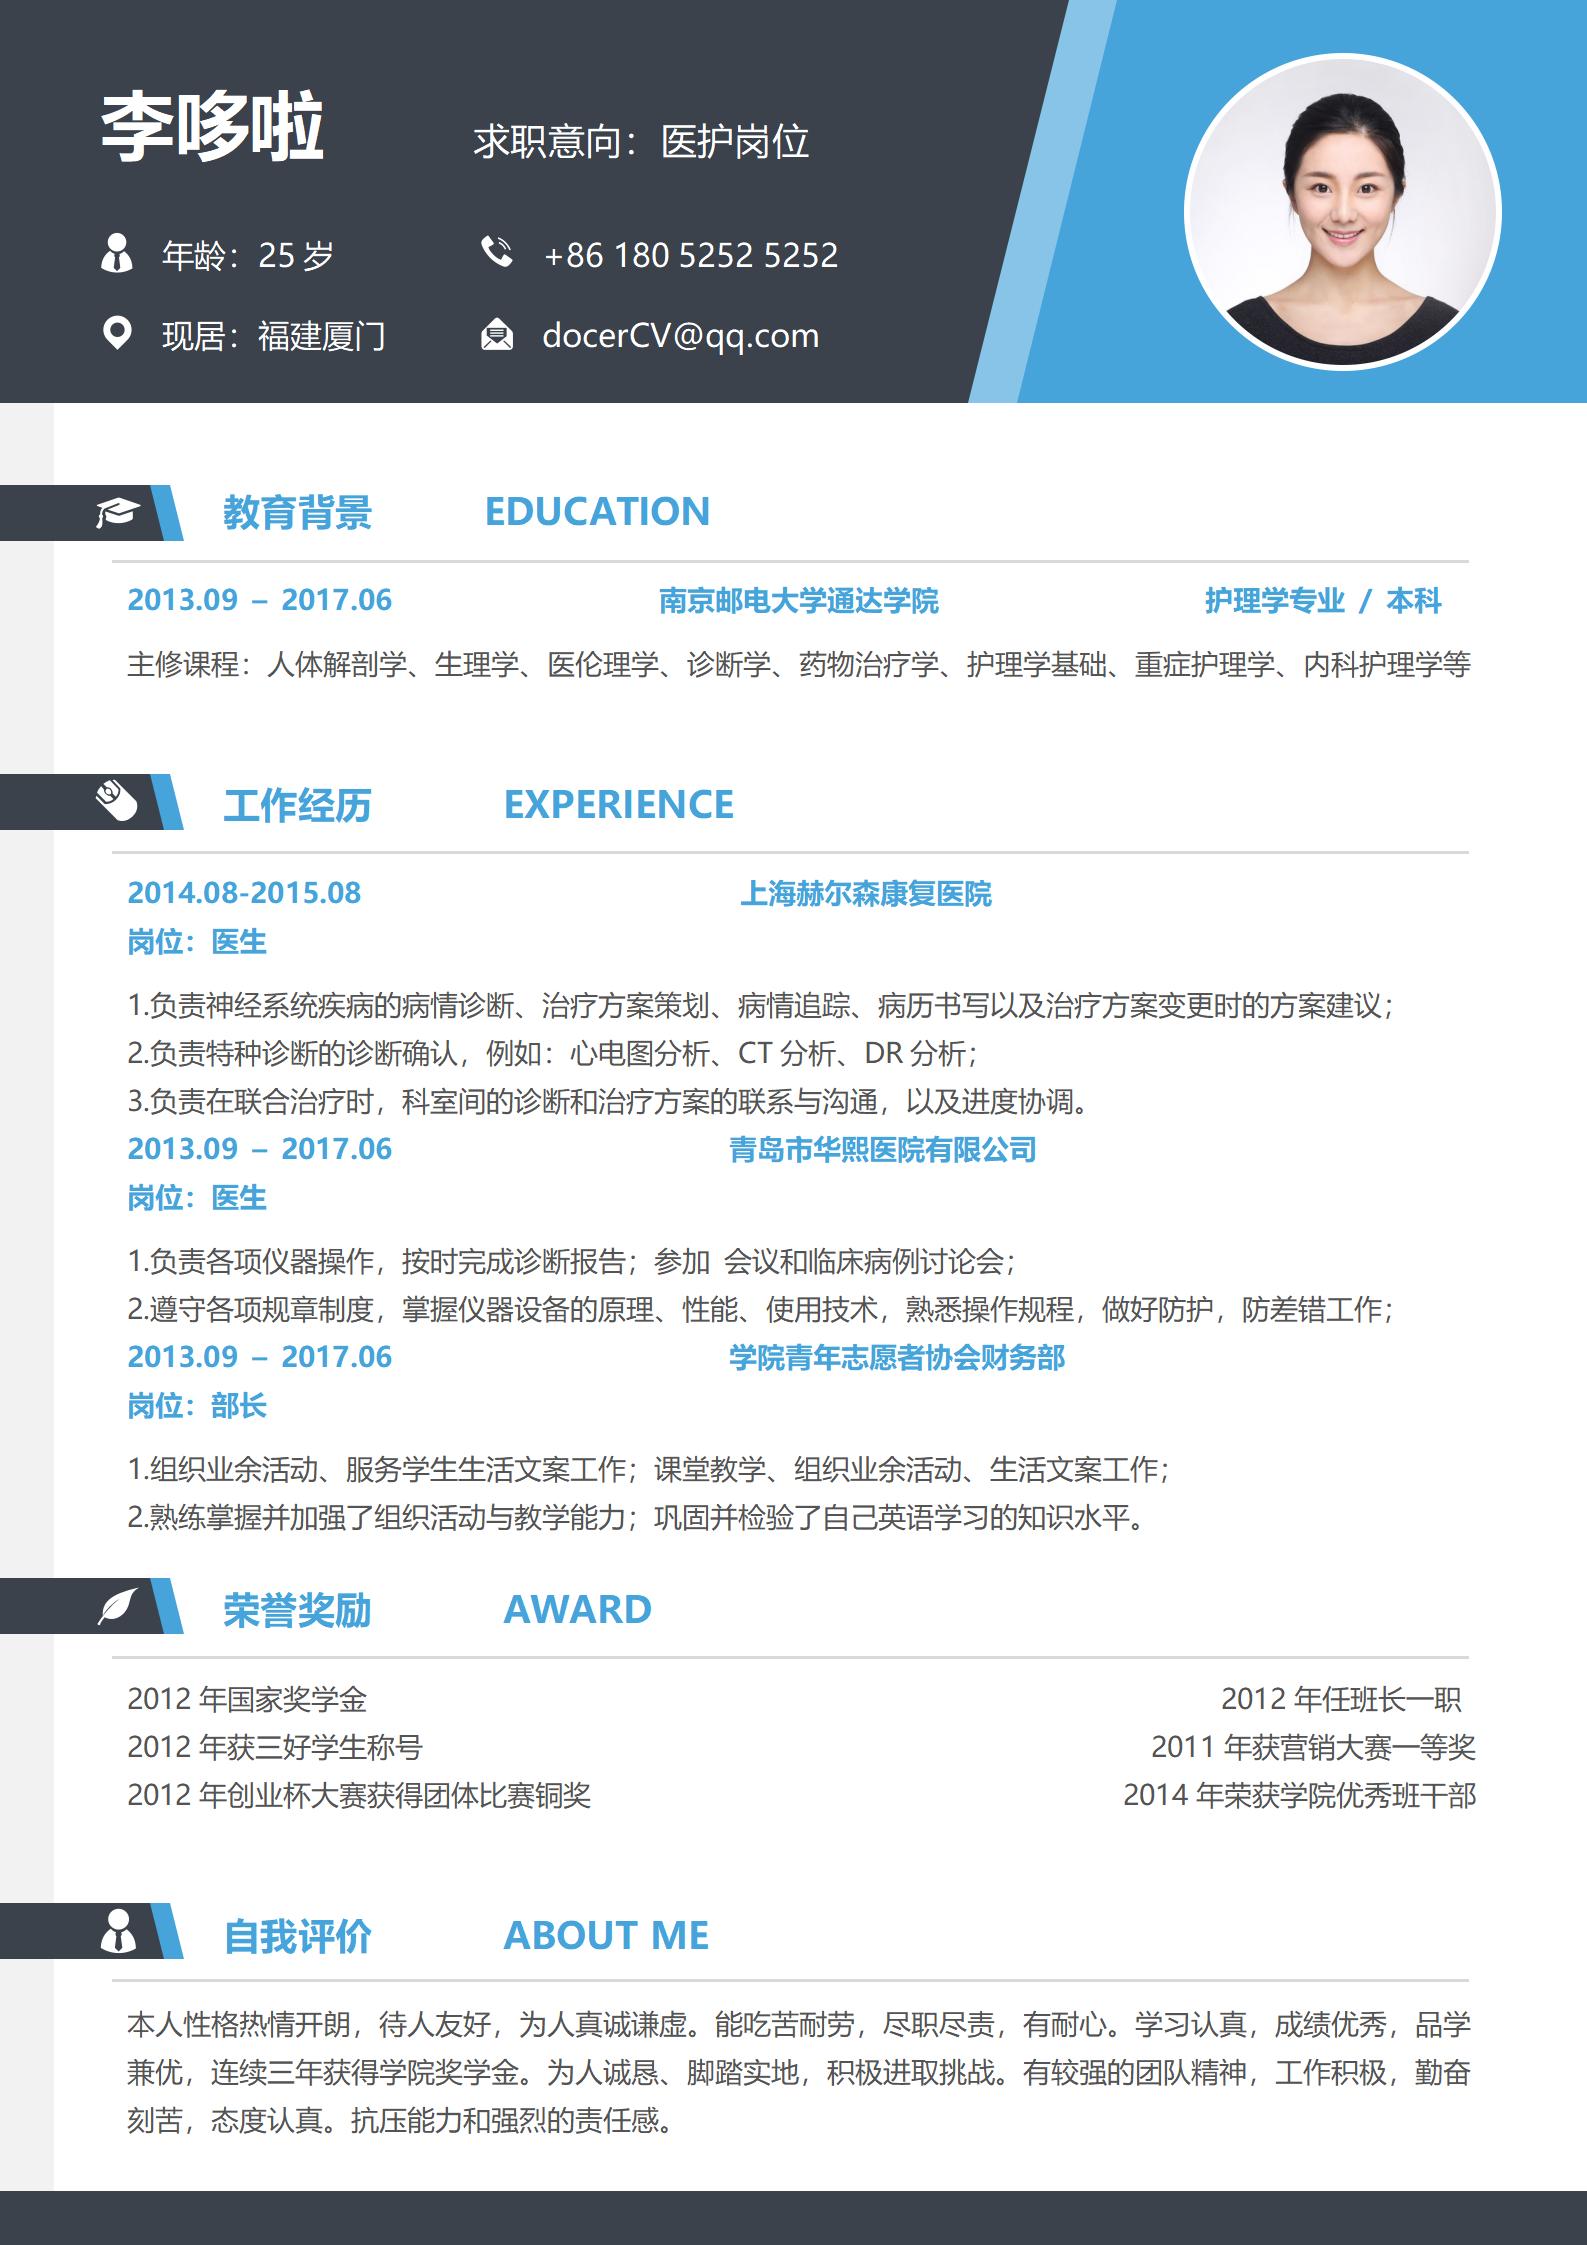 李哆啦
求职意向：医护岗位
年龄：25 岁
+86 180 5252 5252
现居：福建厦门
docerCV@qq.com
教育背景 EDUCATION
2013.09 – 2017.06 南京邮电大学通达学院 护理学专业 / 本科
主修课程：人体解剖学、生理学、医伦理学、诊断学、药物治疗学、护理学基础、重症护理学、内科护理学等
工作经历 EXPERIENCE
2014.08-2015.08 上海赫尔森康复医院
岗位：医生
1.负责神经系统疾病的病情诊断、治疗方案策划、病情追踪、病历书写以及治疗方案变更时的方案建议；
2.负责特种诊断的诊断确认，例如：心电图分析、CT 分析、DR 分析；
3.负责在联合治疗时，科室间的诊断和治疗方案的联系与沟通，以及进度协调。
2013.09 – 2017.06 青岛市华熙医院有限公司
岗位：医生
1.负责各项仪器操作，按时完成诊断报告；参加 会议和临床病例讨论会；
2.遵守各项规章制度，掌握仪器设备的原理、性能、使用技术，熟悉操作规程，做好防护，防差错工作；
2013.09 – 2017.06 学院青年志愿者协会财务部
岗位：部长
1.组织业余活动、服务学生生活文案工作；课堂教学、组织业余活动、生活文案工作；
2.熟练掌握并加强了组织活动与教学能力；巩固并检验了自己英语学习的知识水平。
荣誉奖励 AWARD
2012 年国家奖学金 2012 年任班长一职
2012 年获三好学生称号 2011 年获营销大赛一等奖
2012 年创业杯大赛获得团体比赛铜奖 2014 年荣获学院优秀班干部
自我评价 ABOUT ME
本人性格热情开朗，待人友好，为人真诚谦虚。能吃苦耐劳，尽职尽责，有耐心。学习认真，成绩优秀，品学
兼优，连续三年获得学院奖学金。为人诚恳、脚踏实地，积极进取挑战。有较强的团队精神，工作积极，勤奋
刻苦，态度认真。抗压能力和强烈的责任感。